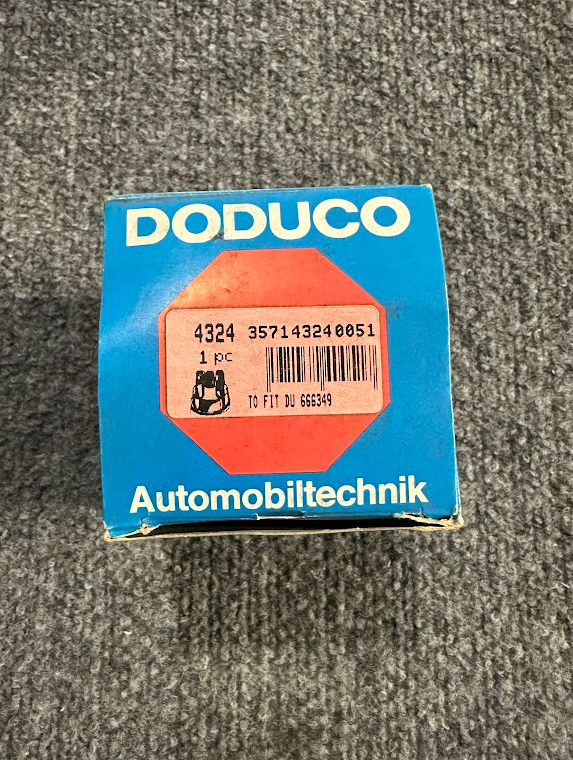 DODUCO
4324 357143240051
1 pc
TO FIT DU 666349
Automobiltechnik